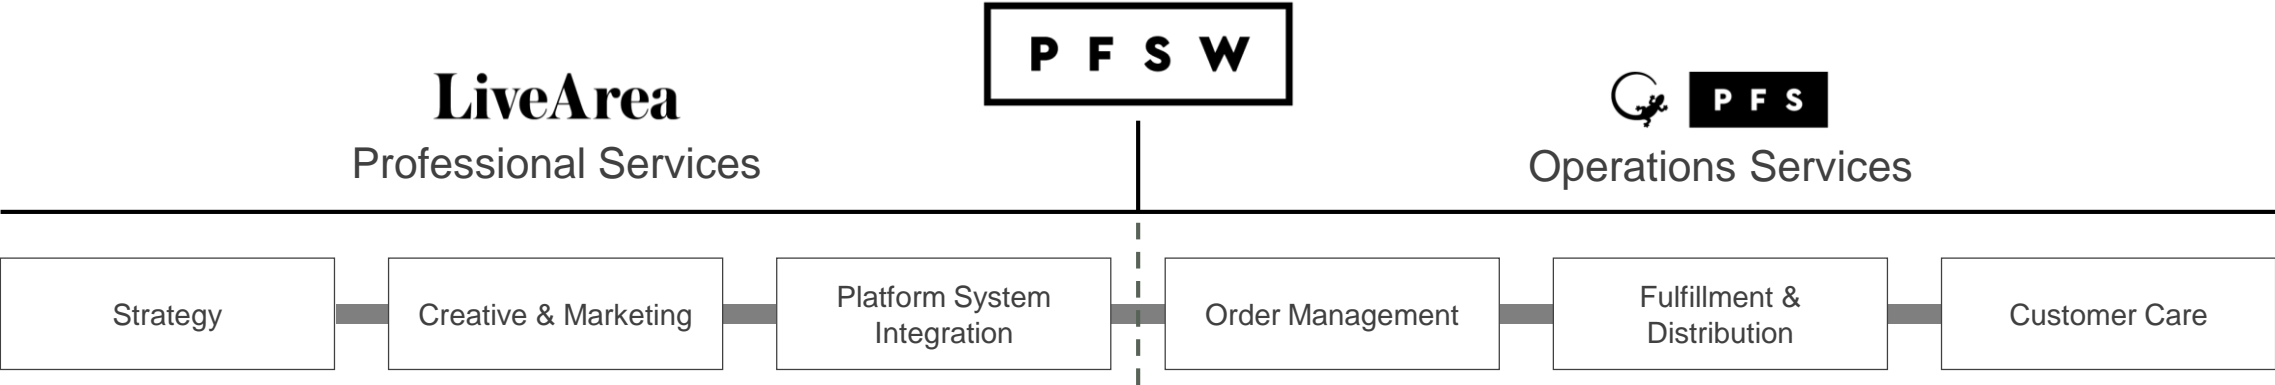 P F S W
LiveArea
Professional Services
P F S
Operations Services
Strategy
Creative & Marketing
Platform System
Integration
Order Management
Fulfillment &
Distribution
Customer Care